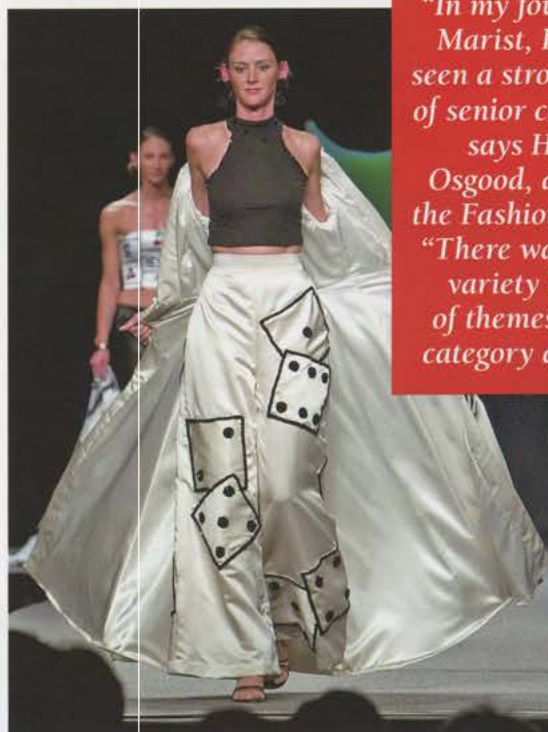 "In my fou
Marist, I
seen a stro
of senior c
says H
Osgood, a
the Fashio
"There wa
variety
of themes
category a